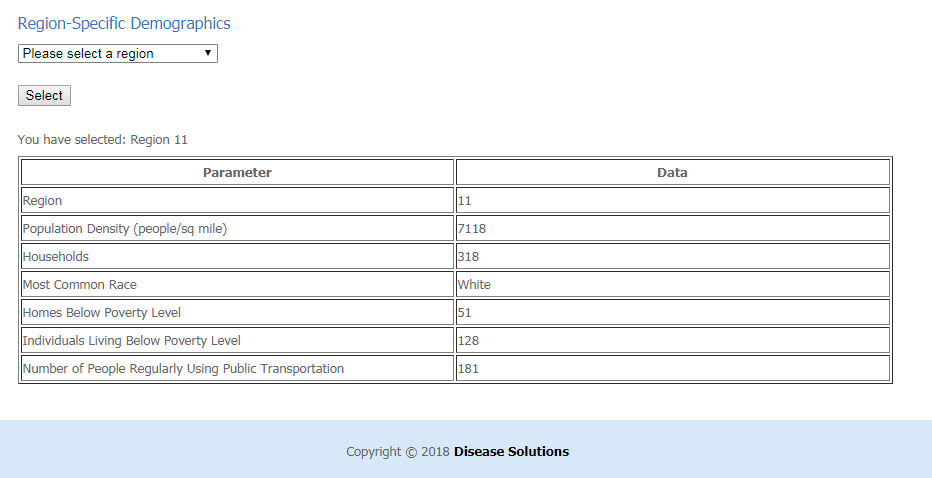 Region-Specific Demographics
Please select a region
Select
You have selected: Region 11
Parameter Data
Region 11
Population Density (people/sq mile) 7118
Households 318
Most Common Race White
Homes Below Poverty Level 51
Individuals Living Below Poverty Level 128
Number of People Regularly Using Public Transportation 181
Copyright © 2018 Disease Solutions